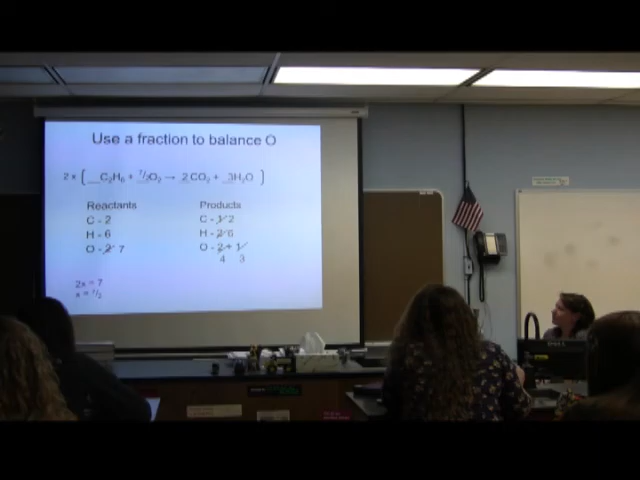 Use a fraction to balance O
2 x ( __C₂H₆ + 7/2O₂ → 2 CO₂ + 3H₂O )
Reactants Products
C - 2 C - 1 2
H - 6 H - 2 6
O - 2 7 O - 2 + 1
4 3
2x = 7
x = 7/2
DELL